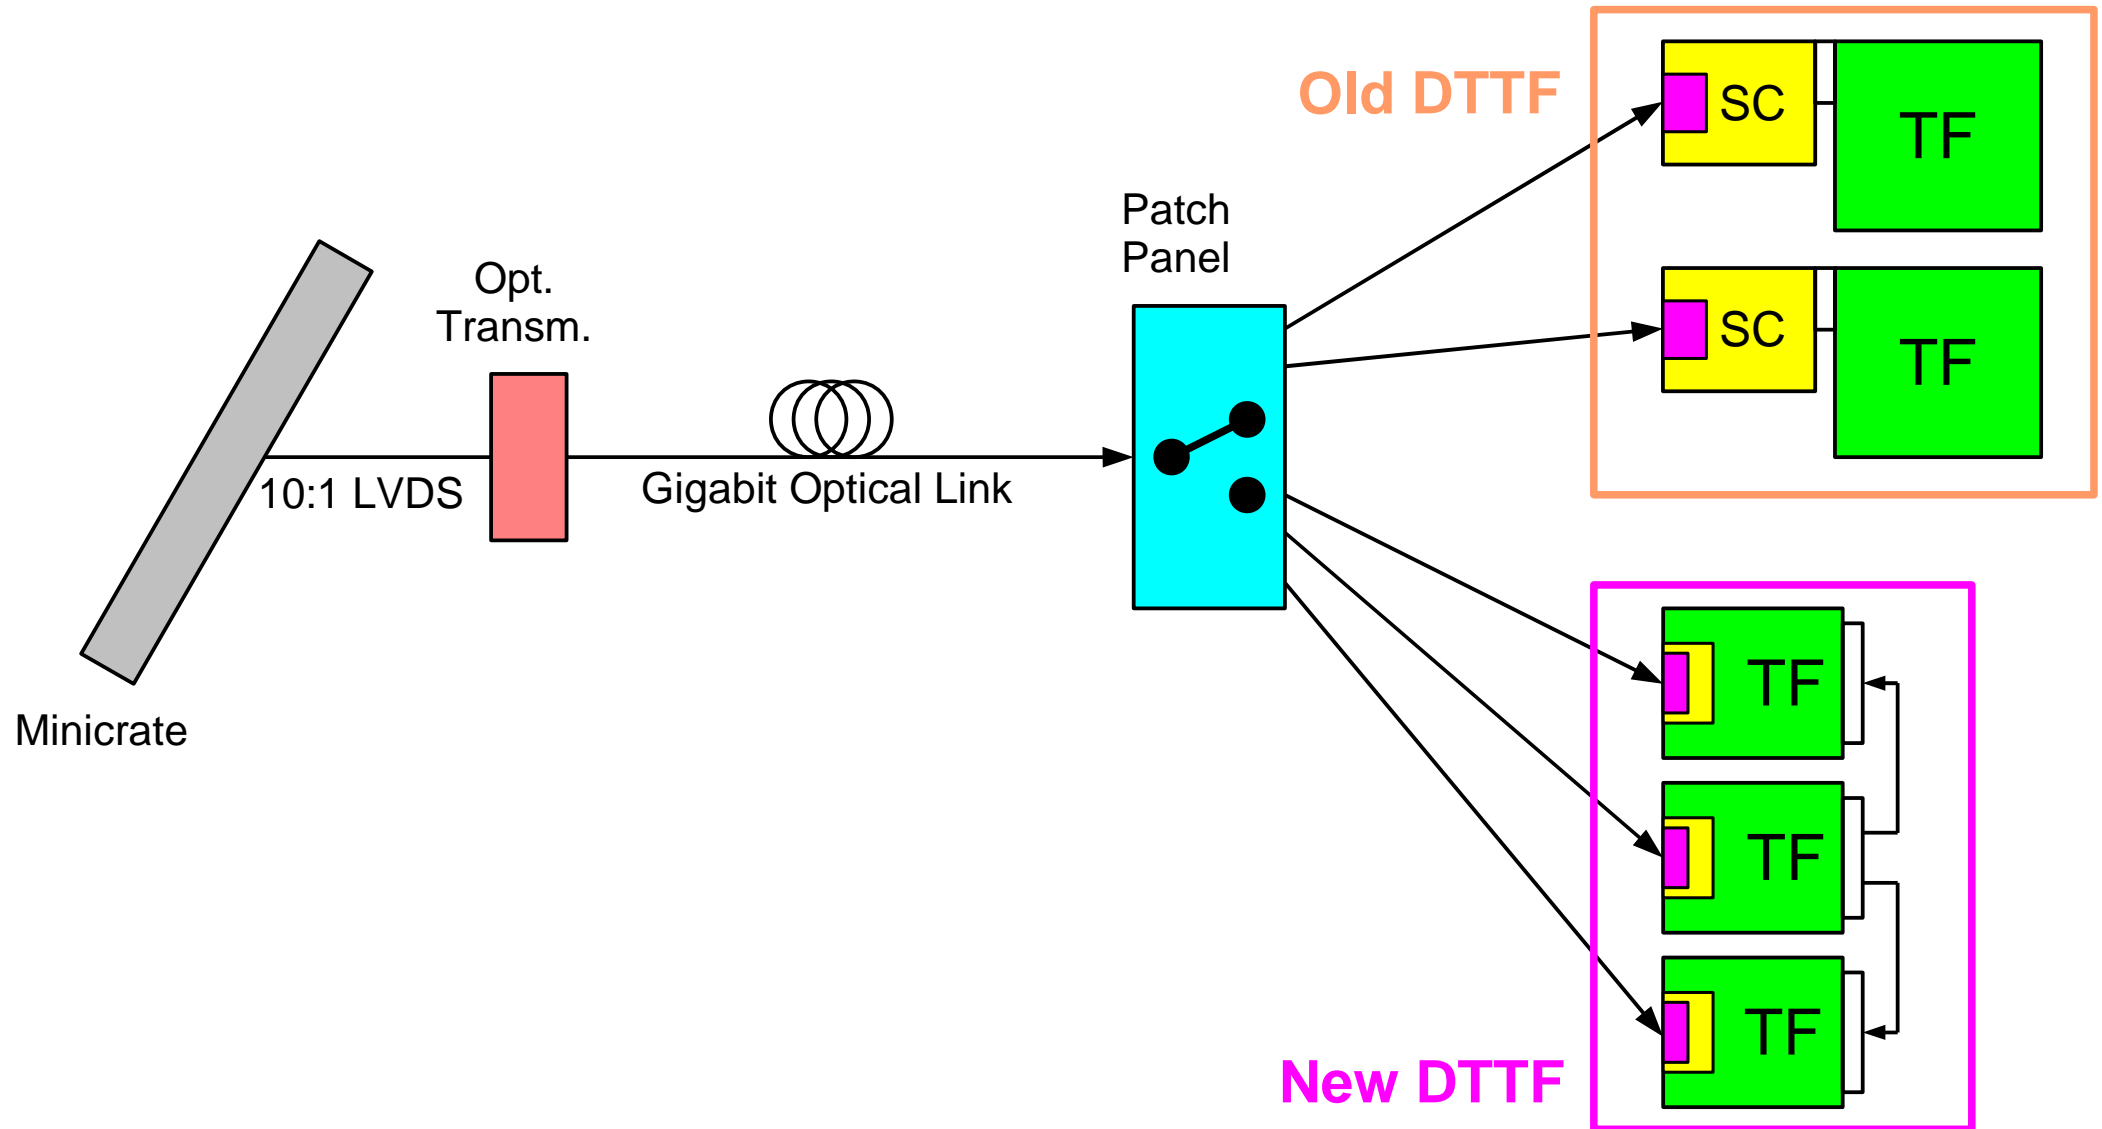 Old DTTF
SC
TF
SC
TF
Patch
Panel
Opt.
Transm.
10:1 LVDS
Gigabit Optical Link
Minicrate
TF
TF
TF
New DTTF